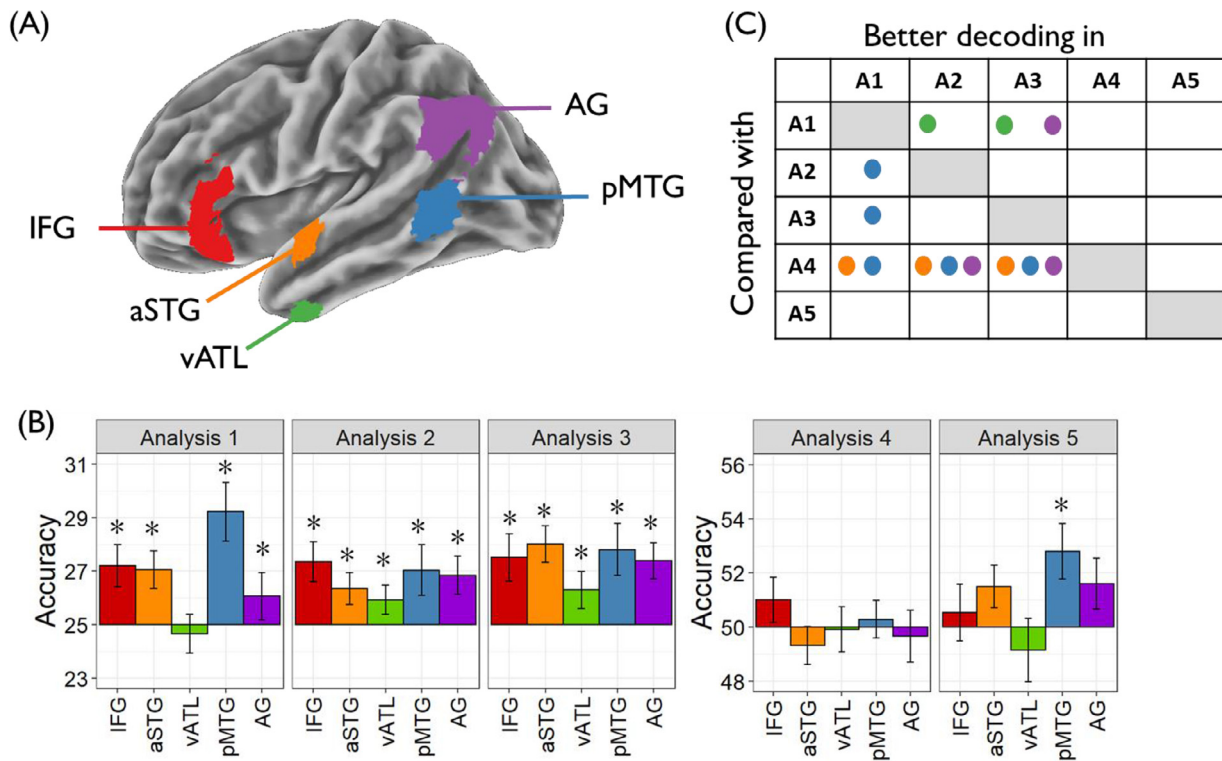 (A)
AG
pMTG
IFG
aSTG
vATL
(C)
Better decoding in
A1 A2 A3 A4 A5
Compared with
A1
A2
A3
A4
A5
(B)
Analysis 1 Analysis 2 Analysis 3 Analysis 4 Analysis 5
Accuracy
31
29
27
25
23
* * * *
* * * * *
* * * * *
IFG aSTG vATL pMTG AG
IFG aSTG vATL pMTG AG
IFG aSTG vATL pMTG AG
Accuracy
56
54
52
50
48
*
IFG aSTG vATL pMTG AG
IFG aSTG vATL pMTG AG